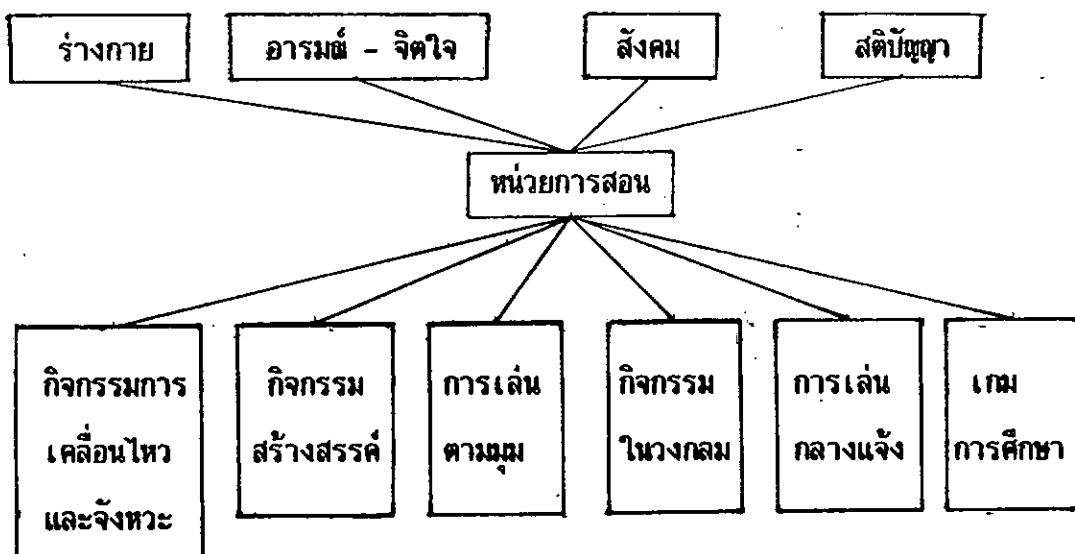 ร่างกาย
อารมณ์ - จิตใจ
สังคม
สติปัญญา
หน่วยการสอน
กิจกรรมการ
เคลื่อนไหว
และจังหวะ
กิจกรรม
สร้างสรรค์
การเล่น
ตามมุม
กิจกรรม
ในวงกลม
การเล่น
กลางแจ้ง
เกม
การศึกษา